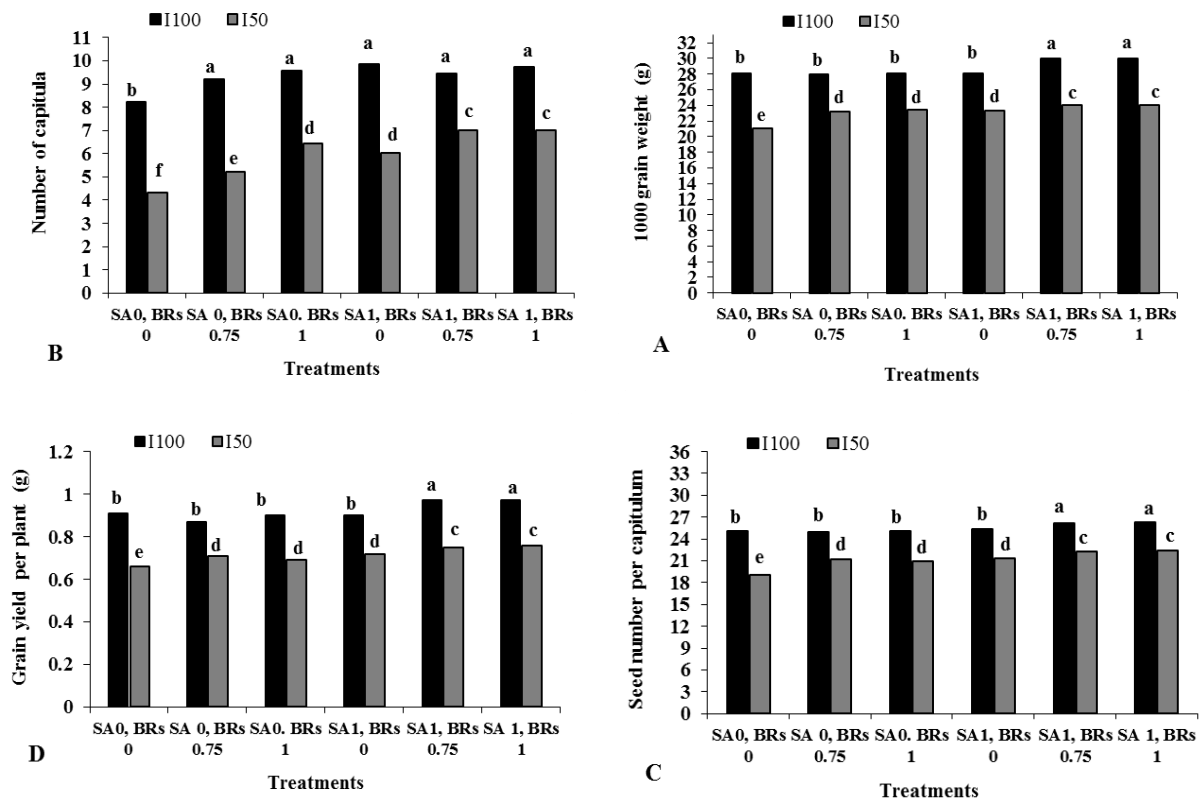 I100 I50
Number of capitula
11
10
9
8
7
6
5
4
3
2
1
0
b a a a a a
f e d d c c
SA0, BRs SA 0, BRs SA0. BRs SA1, BRs SA1, BRs SA 1, BRs
0 0.75 1 0 0.75 1
B
Treatments
I100 I50
1000 grain weight (g)
32
30
28
26
24
22
20
18
16
14
12
10
8
6
4
2
0
b b b b a a
e d d d c c
SA0, BRs SA 0, BRs SA0. BRs SA1, BRs SA1, BRs SA 1, BRs
0 0.75 1 0 0.75 1
A
Treatments
I100 I50
Grain yield per plant (g)
1.2
1
0.8
0.6
0.4
0.2
0
b b b b a a
e d d d c c
SA0, BRs SA 0, BRs SA0. BRs SA1, BRs SA1, BRs SA 1, BRs
0 0.75 1 0 0.75 1
D
Treatments
I100 I50
Seed number per capitulum
36
33
30
27
24
21
18
15
12
9
6
3
0
b b b b a a
e d d d c c
SA0, BRs SA 0, BRs SA0. BRs SA1, BRs SA1, BRs SA 1, BRs
0 0.75 1 0 0.75 1
C
Treatments